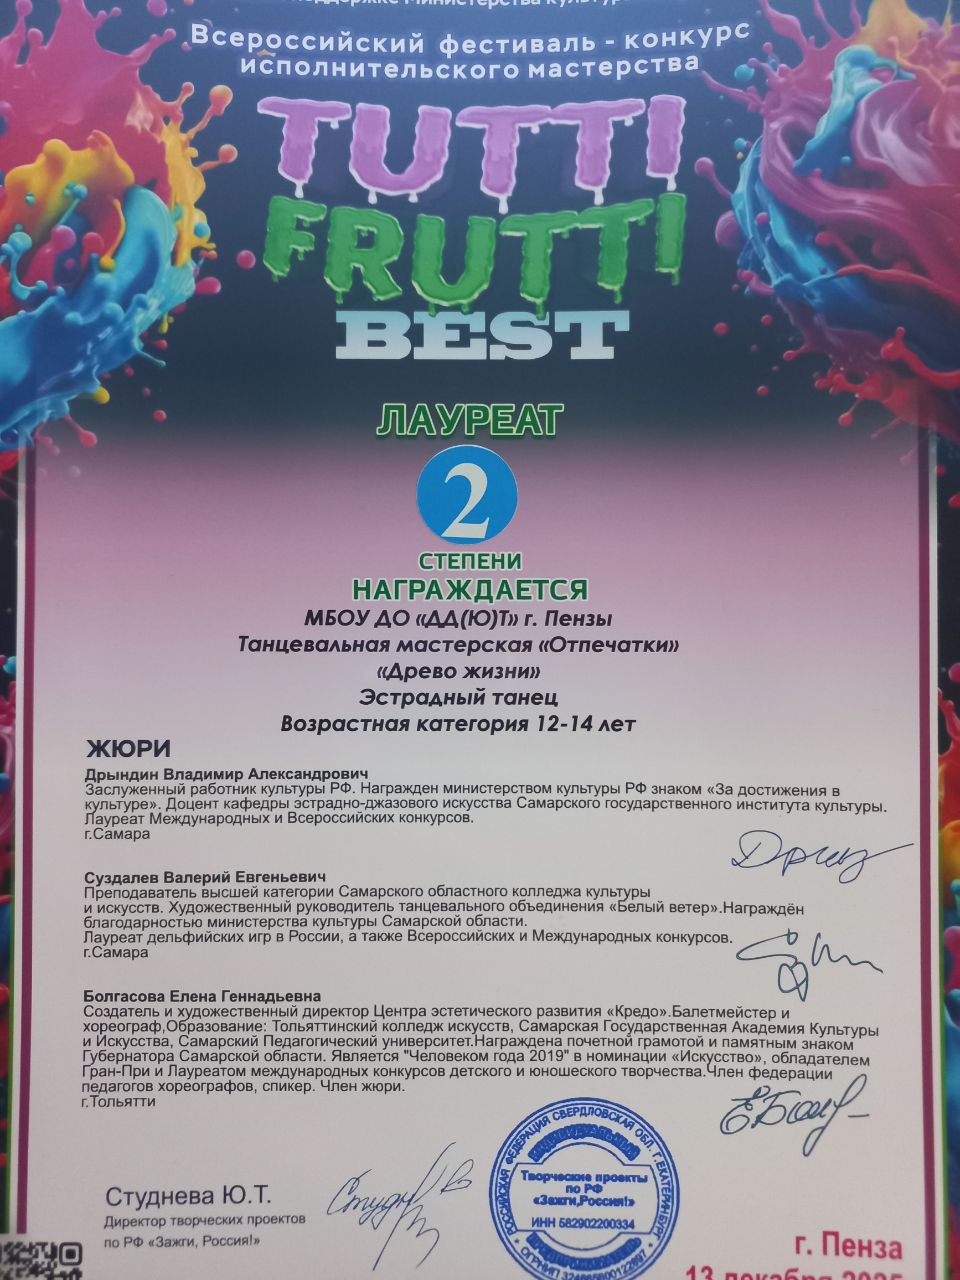 Всероссийский фестиваль - конкурс
исполнительского мастерства
TUTTI
FRUTTI
BEST
ЛАУРЕАТ
2
СТЕПЕНИ
НАГРАЖДАЕТСЯ
МБОУ ДО «ДД(Ю)Т» г. Пензы
Танцевальная мастерская «Отпечатки»
«Древо жизни»
Эстрадный танец
Возрастная категория 12-14 лет
ЖЮРИ
Дрындин Владимир Александрович
Заслуженный работник культуры РФ. Награжден министерством культуры РФ знаком «За достижения в
культуре». Доцент кафедры эстрадно-джазового искусства Самарского государственного института культуры.
Лауреат Международных и Всероссийских конкурсов.
г.Самара
Суздалев Валерий Евгеньевич
Преподаватель высшей категории Самарского областного колледжа культуры
и искусств. Художественный руководитель танцевального объединения «Белый ветер».Награждён
благодарностью министерства культуры Самарской области.
Лауреат дельфийских игр в России, а также Всероссийских и Международных конкурсов.
г.Самара
Болгасова Елена Геннадьевна
Создатель и художественный директор Центра эстетического развития «Кредо».Балетмейстер и
хореограф,Образование: Тольяттинский колледж искусств, Самарская Государственная Академия Культуры
и Искусства, Самарский Педагогический университет.Награждена почетной грамотой и памятным знаком
Губернатора Самарской области. Является "Человеком года 2019" в номинации «Искусство», обладателем
Гран-При и Лауреатом международных конкурсов детского и юношеского творчества.Член федерации
педагогов хореографов, спикер. Член жюри.
г.Тольятти
Студнева Ю.Т.
Директор творческих проектов
по РФ «Зажги, Россия!»
РОССИЙСКАЯ ФЕДЕРАЦИЯ СВЕРДЛОВСКАЯ ОБЛ. Г.ЕКАТЕРИНБУРГ
Творческие проекты
по РФ
«Зажги,Россия!»
ИНН 582902200334
г. Пенза
13 декабря